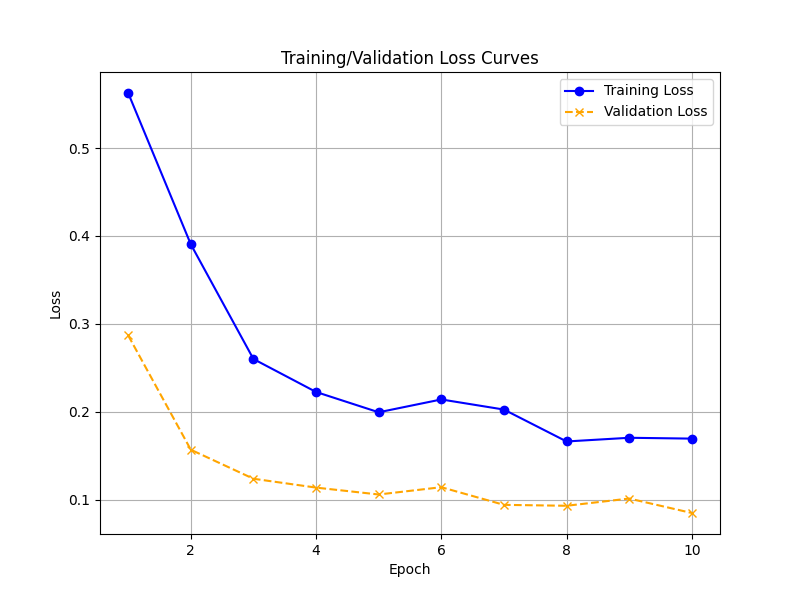 Training/Validation Loss Curves
Training Loss
Validation Loss
0.5
0.4
0.3
0.2
0.1
Loss
2 4 6 8 10
Epoch